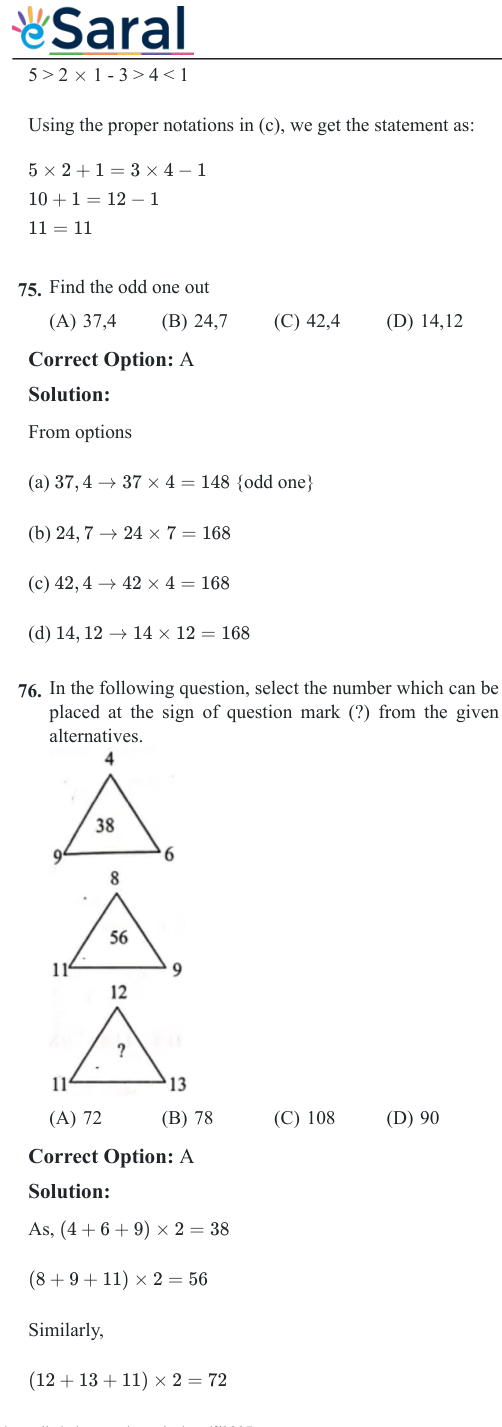 eSaral
5 > 2 × 1 - 3 > 4 < 1
Using the proper notations in (c), we get the statement as:
5 × 2 + 1 = 3 × 4 − 1
10 + 1 = 12 − 1
11 = 11
75. Find the odd one out
(A) 37,4 (B) 24,7 (C) 42,4 (D) 14,12
Correct Option: A
Solution:
From options
(a) 37, 4 → 37 × 4 = 148 {odd one}
(b) 24, 7 → 24 × 7 = 168
(c) 42, 4 → 42 × 4 = 168
(d) 14, 12 → 14 × 12 = 168
76. In the following question, select the number which can be
placed at the sign of question mark (?) from the given
alternatives.
4
38
9 6
8
56
11 9
12
?
11 13
(A) 72 (B) 78 (C) 108 (D) 90
Correct Option: A
Solution:
As, (4 + 6 + 9) × 2 = 38
(8 + 9 + 11) × 2 = 56
Similarly,
(12 + 13 + 11) × 2 = 72